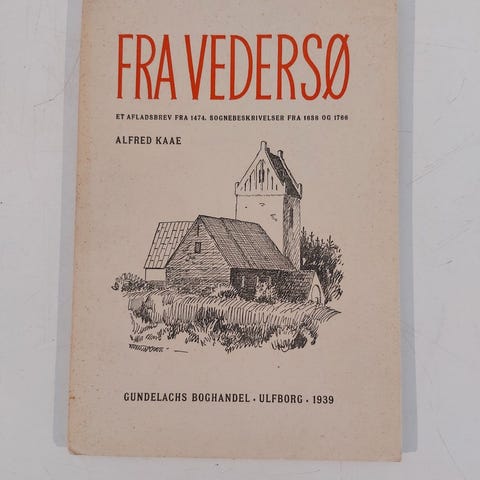 FRA VEDERSØ
ET AFLADSBREV FRA 1474. SOGNEBESKRIVELSER FRA 1638 OG 1766
ALFRED KAAE
GUNDELACHS BOGHANDEL · ULFBORG · 1939